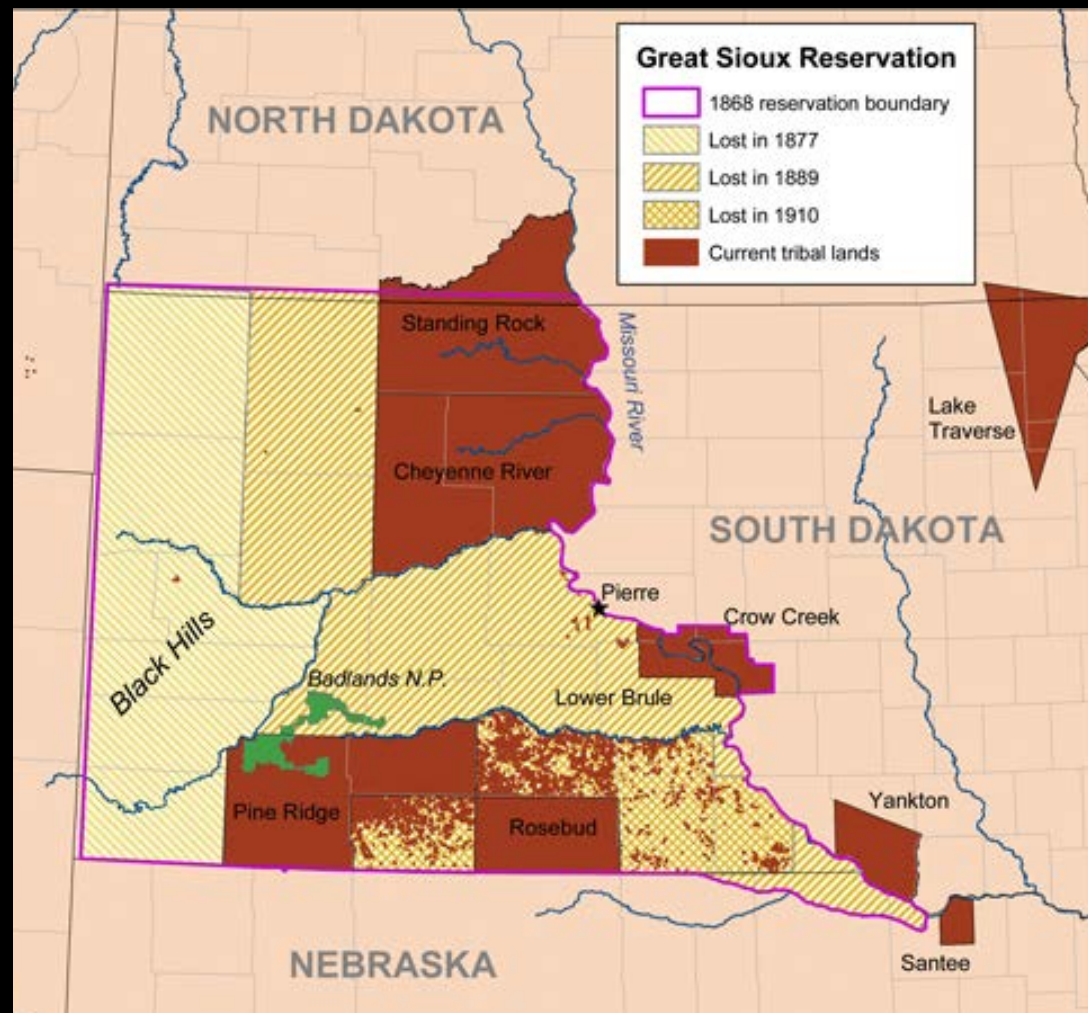 Great Sioux Reservation
1868 reservation boundary
Lost in 1877
Lost in 1889
Lost in 1910
Current tribal lands
NORTH DAKOTA
Standing Rock
Missouri River
Lake
Traverse
Cheyenne River
SOUTH DAKOTA
Pierre
Crow Creek
Black Hills
Badlands N.P.
Lower Brule
Pine Ridge
Rosebud
Yankton
NEBRASKA
Santee